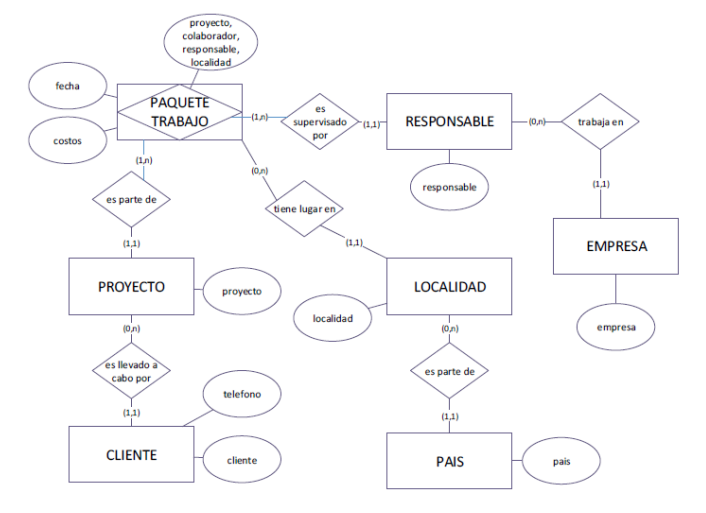 proyecto,
colaborador,
responsable,
localidad
fecha
PAQUETE
TRABAJO
costos
(1,n)
es
supervisado
por
(1,1)
RESPONSABLE
(0,n)
trabaja en
responsable
(1,n)
(0,n)
(1,1)
es parte de
tiene lugar en
(1,1)
(1,1)
EMPRESA
PROYECTO
proyecto
LOCALIDAD
localidad
empresa
(0,n)
(0,n)
es llevado a
cabo por
es parte de
telefono
(1,1)
(1,1)
CLIENTE
cliente
PAIS
pais